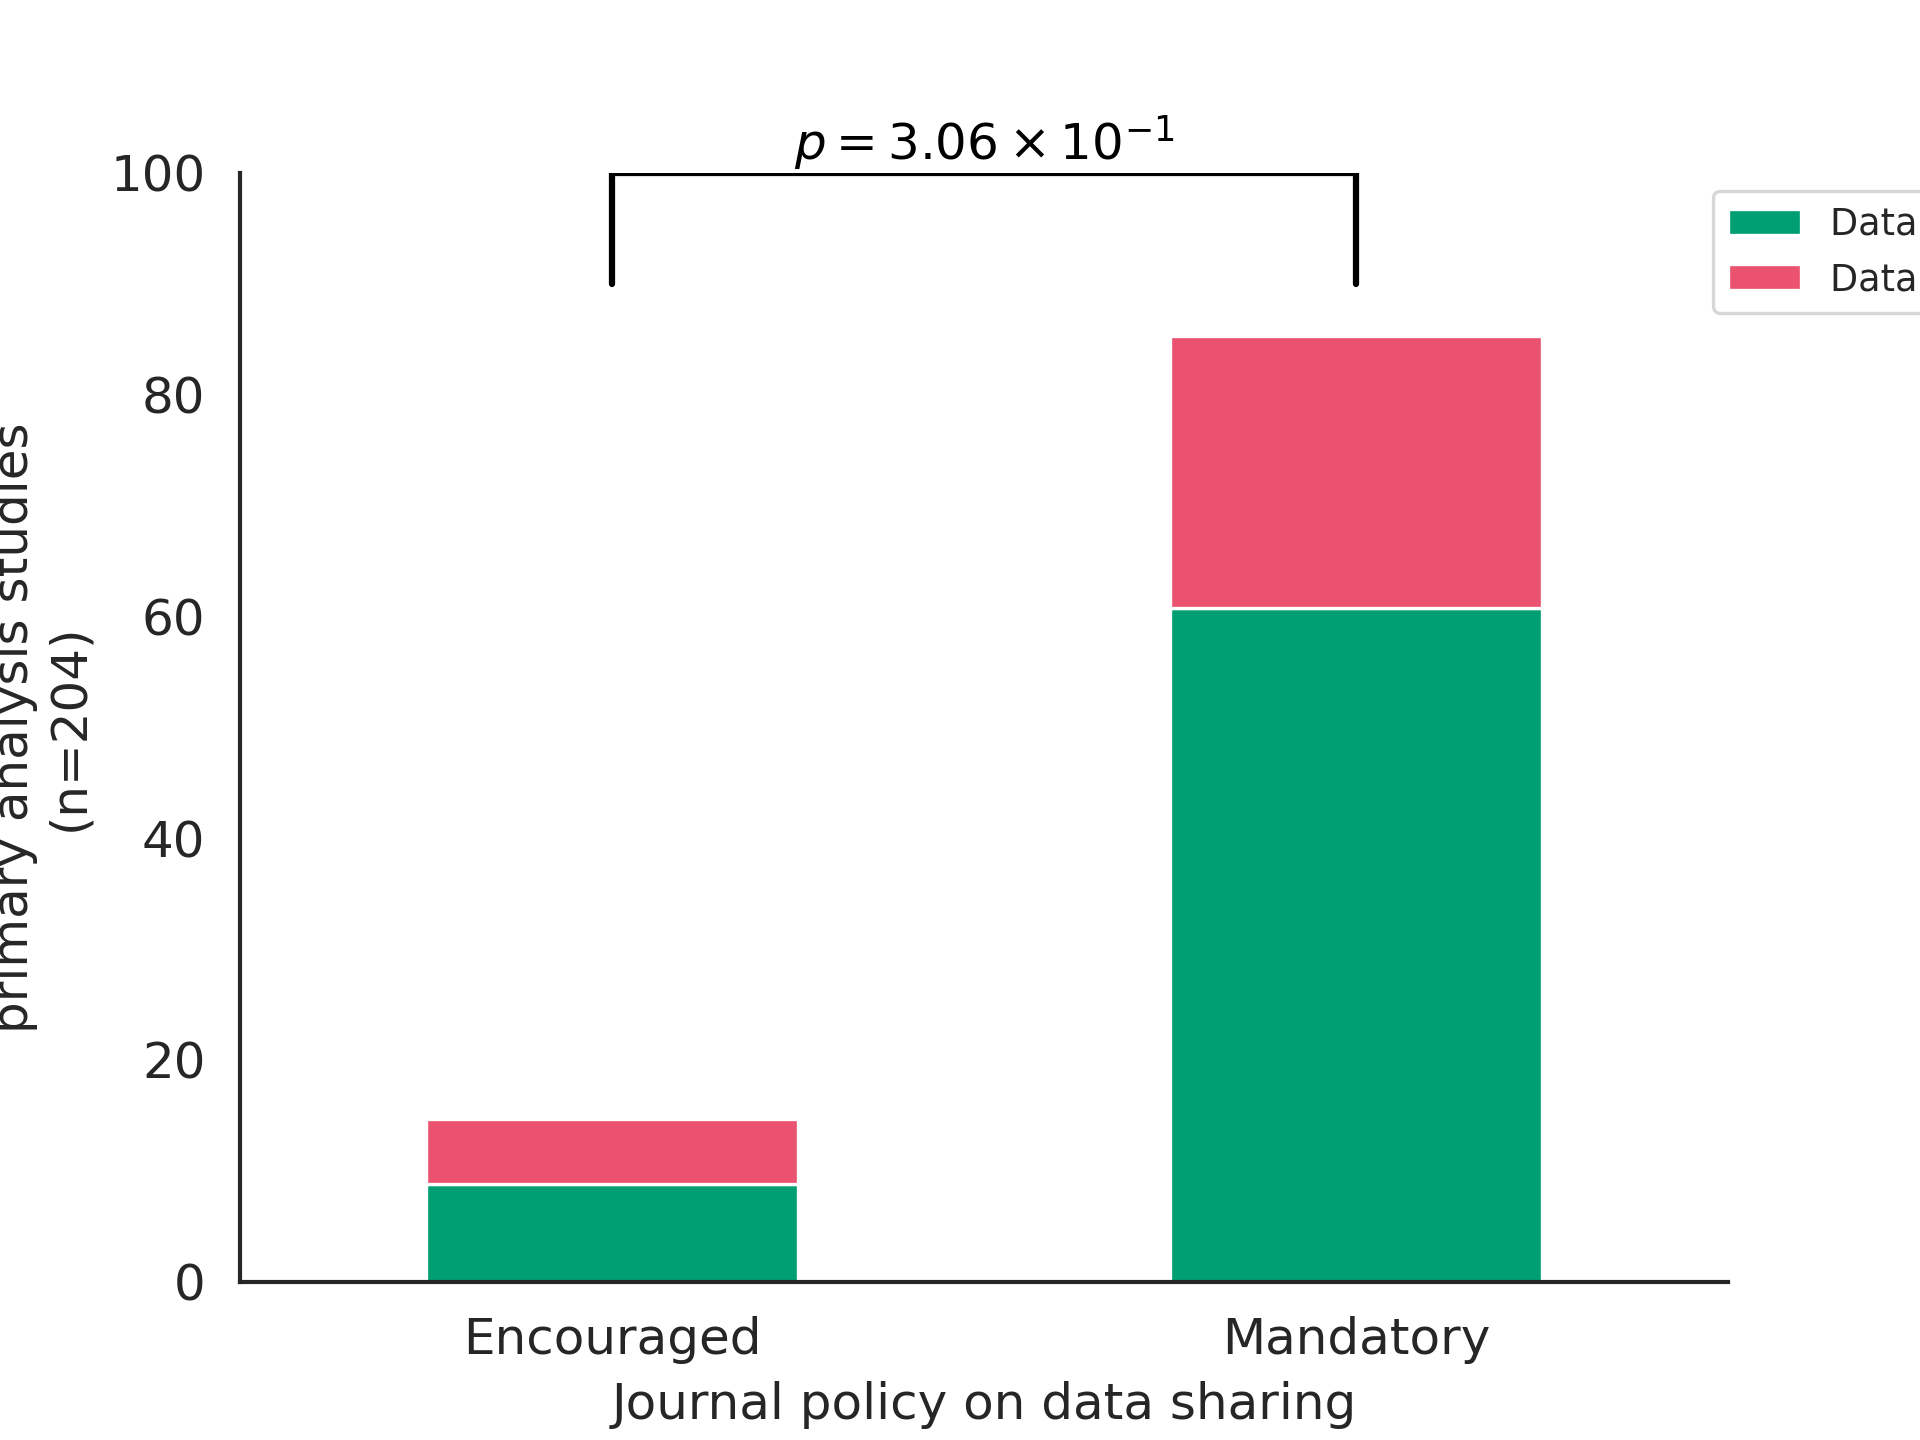 p = 3.06 × 10⁻¹
100
80
60
40
20
0
primary analysis studies
(n=204)
Encouraged
Mandatory
Journal policy on data sharing
Data
Data